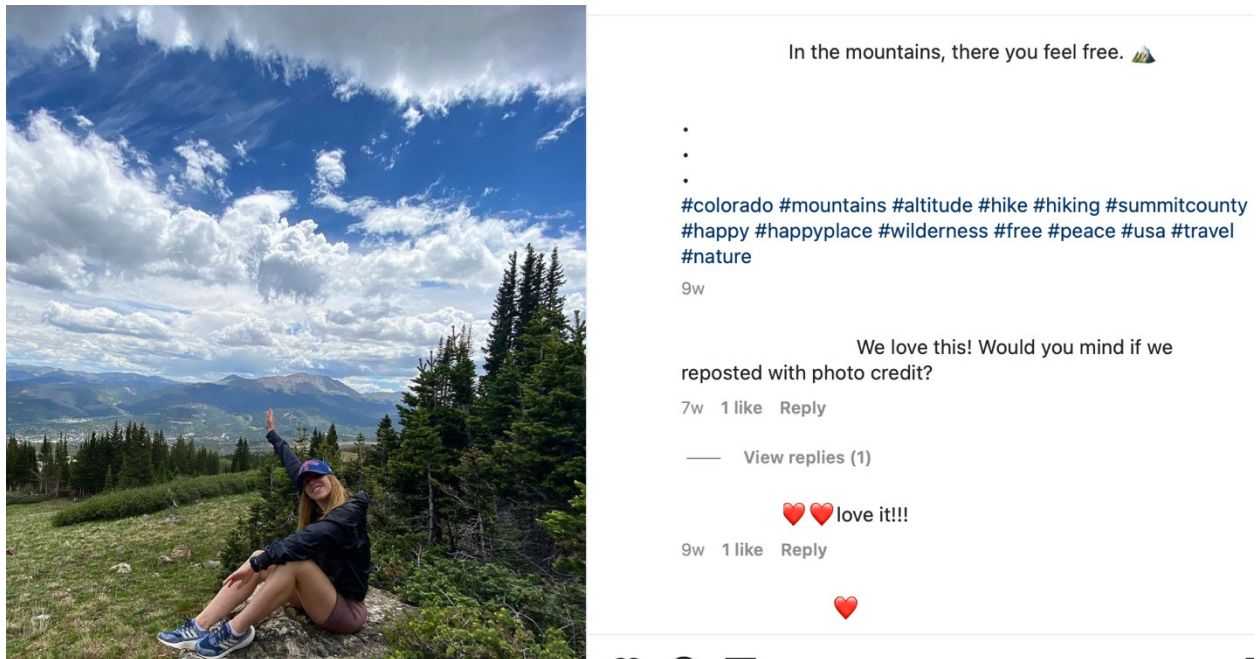 In the mountains, there you feel free. 🏔️
.
.
.
#colorado #mountains #altitude #hike #hiking #summitcounty
#happy #happyplace #wilderness #free #peace #usa #travel
#nature
9w
We love this! Would you mind if we
reposted with photo credit?
7w 1 like Reply
View replies (1)
❤️❤️love it!!!
9w 1 like Reply
❤️